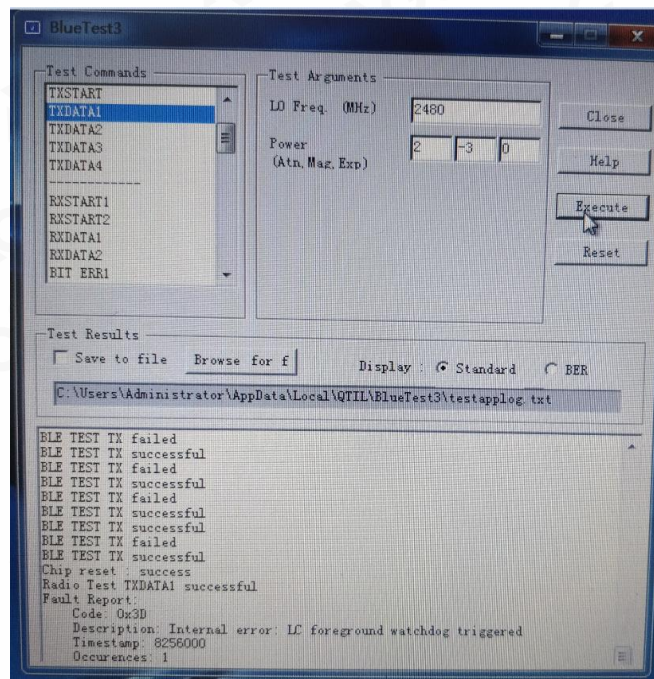 BlueTest3
Test Commands
TXSTART
TXDATA1
TXDATA2
TXDATA3
TXDATA4
------------
RXSTART1
RXSTART2
RXDATA1
RXDATA2
BIT ERR1
Test Arguments
LO Freq. (MHz) 2480
Power 2 -3 0
(Atn, Mag, Exp)
Close
Help
Execute
Reset
Test Results
Save to file Browse for f Display : Standard BER
C:\Users\Administrator\AppData\Local\QTIL\BlueTest3\testapplog.txt
BLE TEST TX failed
BLE TEST TX successful
BLE TEST TX failed
BLE TEST TX successful
BLE TEST TX failed
BLE TEST TX successful
BLE TEST TX successful
BLE TEST TX failed
BLE TEST TX successful
Chip reset : success
Radio Test TXDATA1 successful
Fault Report:
Code: 0x3D
Description: Internal error: LC foreground watchdog triggered
Timestamp: 8256000
Occurences: 1